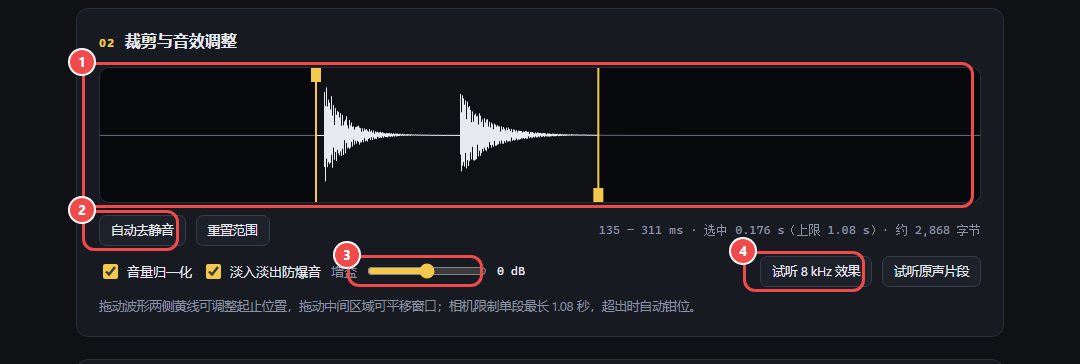 02 裁剪与音效调整
1
2
自动去静音 重置范围 135 – 311 ms · 选中 0.176 s（上限 1.08 s）· 约 2,868 字节
3
4
音量归一化 淡入淡出防爆音 增益 0 dB 试听 8 kHz 效果 试听原声片段
拖动波形两侧黄线可调整起止位置，拖动中间区域可平移窗口；相机限制单段最长 1.08 秒，超出时自动钳位。